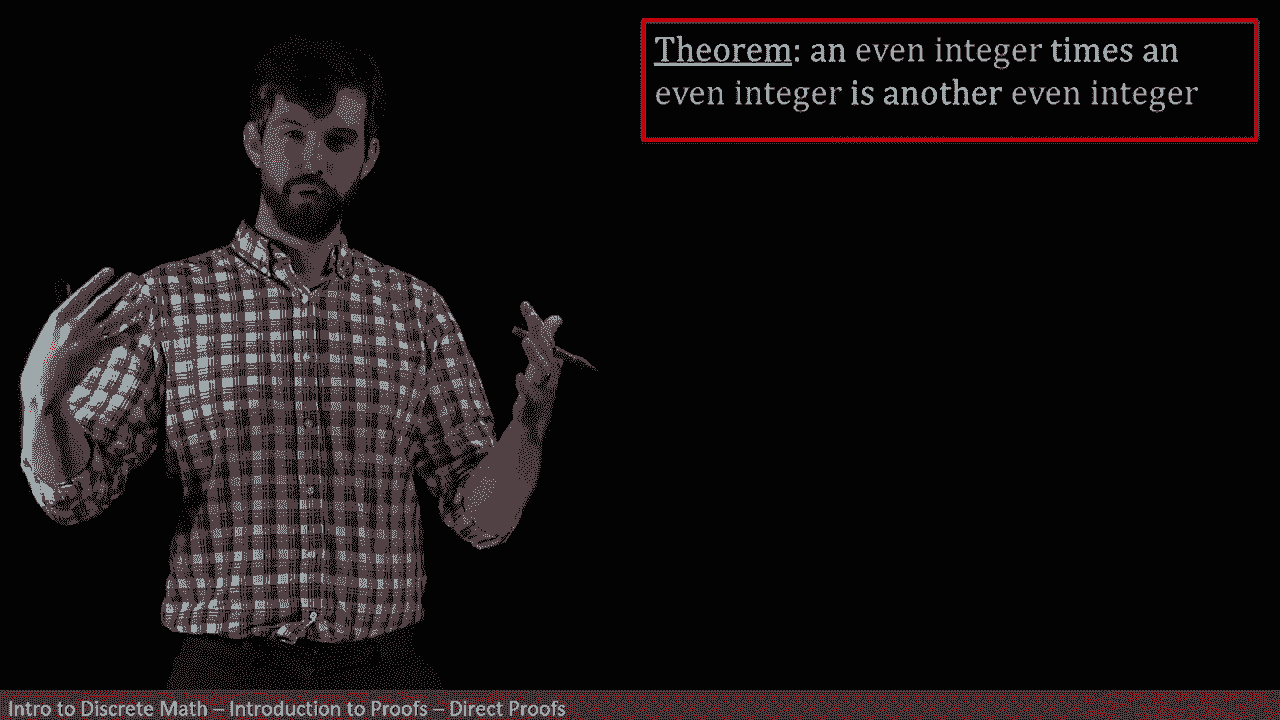 Theorem: an even integer times an
even integer is another even integer
Intro to Discrete Math – Introduction to Proofs – Direct Proofs